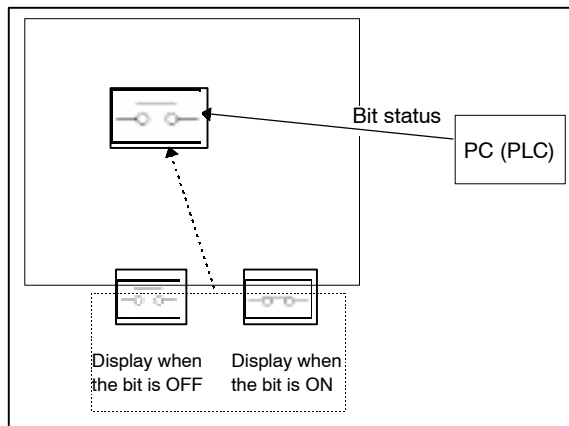 Bit status
PC (PLC)
Display when
the bit is OFF
Display when
the bit is ON